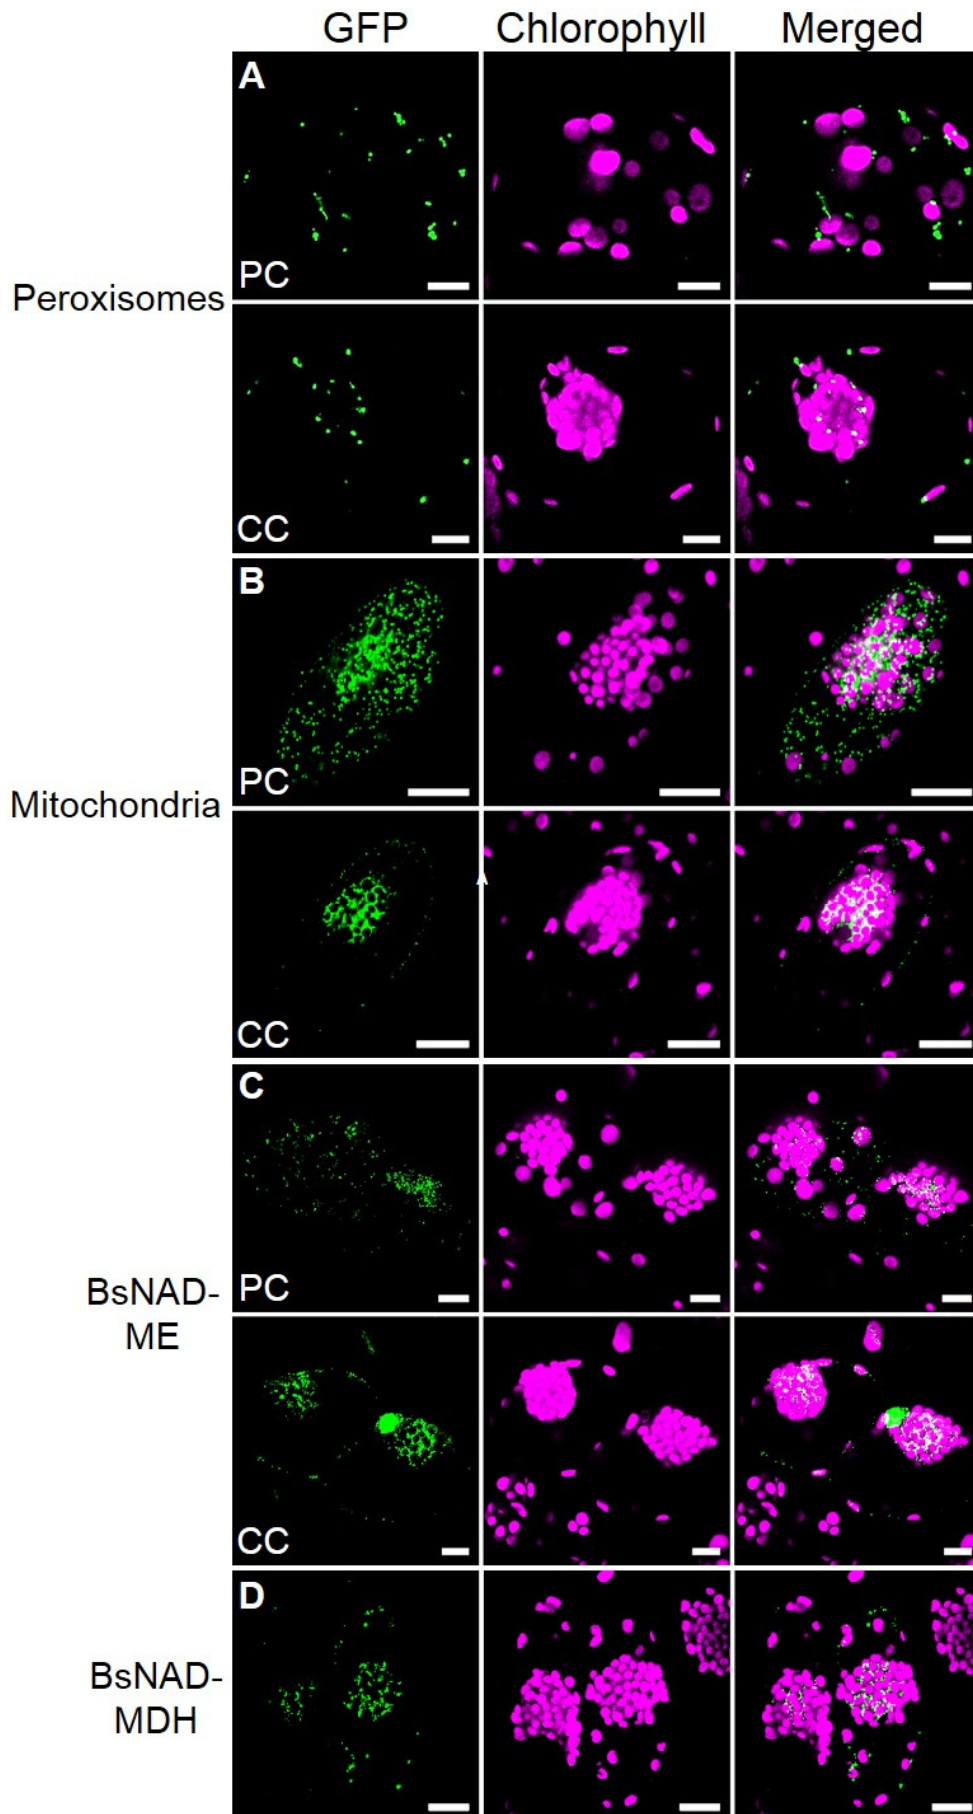 GFP Chlorophyll Merged
A
PC
Peroxisomes
CC
B
PC
Mitochondria
A
CC
C
PC
BsNAD-
ME
CC
D
BsNAD-
MDH